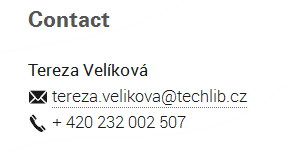 Contact
Tereza Velíková
tereza.velikova@techlib.cz
+ 420 232 002 507